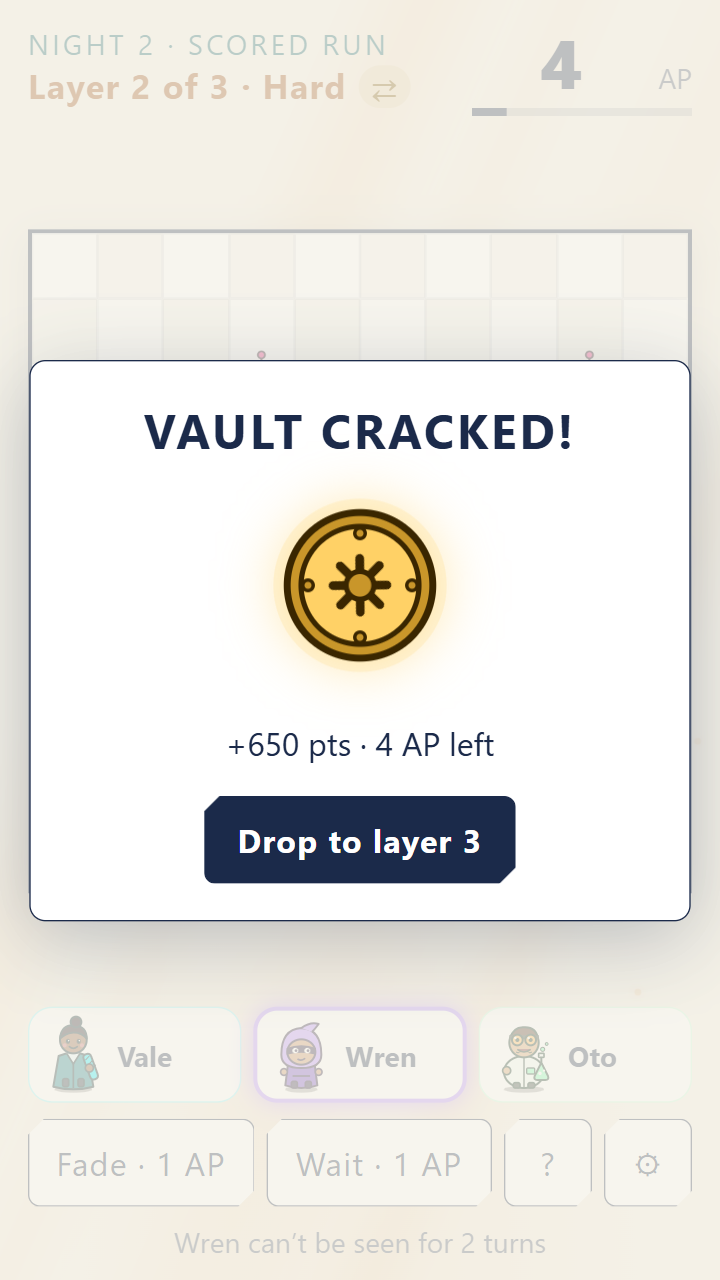 NIGHT 2 · SCORED RUN
Layer 2 of 3 · Hard ⇄
4 AP
VAULT CRACKED!
+650 pts · 4 AP left
Drop to layer 3
Vale
Wren
Oto
Fade · 1 AP
Wait · 1 AP
?
Wren can’t be seen for 2 turns